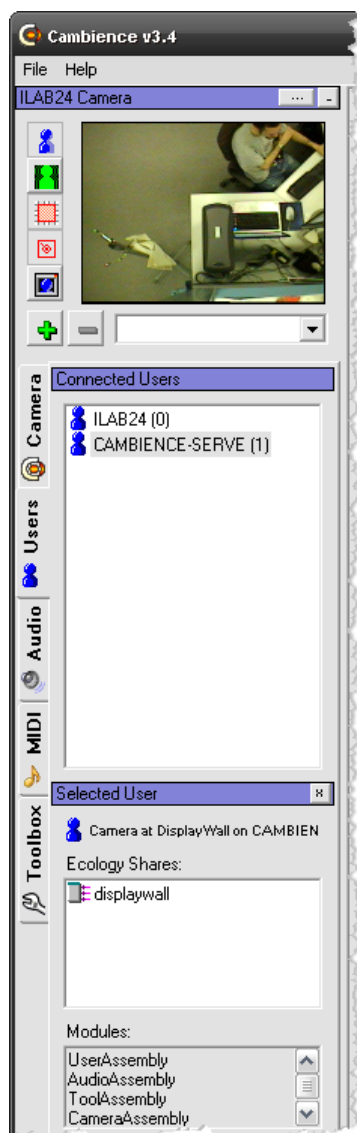 Cambience v3.4
File Help
ILAB24 Camera
...
-
Camera
Users
Audio
MIDI
Toolbox
Connected Users
ILAB24 (0)
CAMBIENCE-SERVE (1)
Selected User
Camera at DisplayWall on CAMBIEN
Ecology Shares:
displaywall
Modules:
UserAssembly
AudioAssembly
ToolAssembly
CameraAssembly